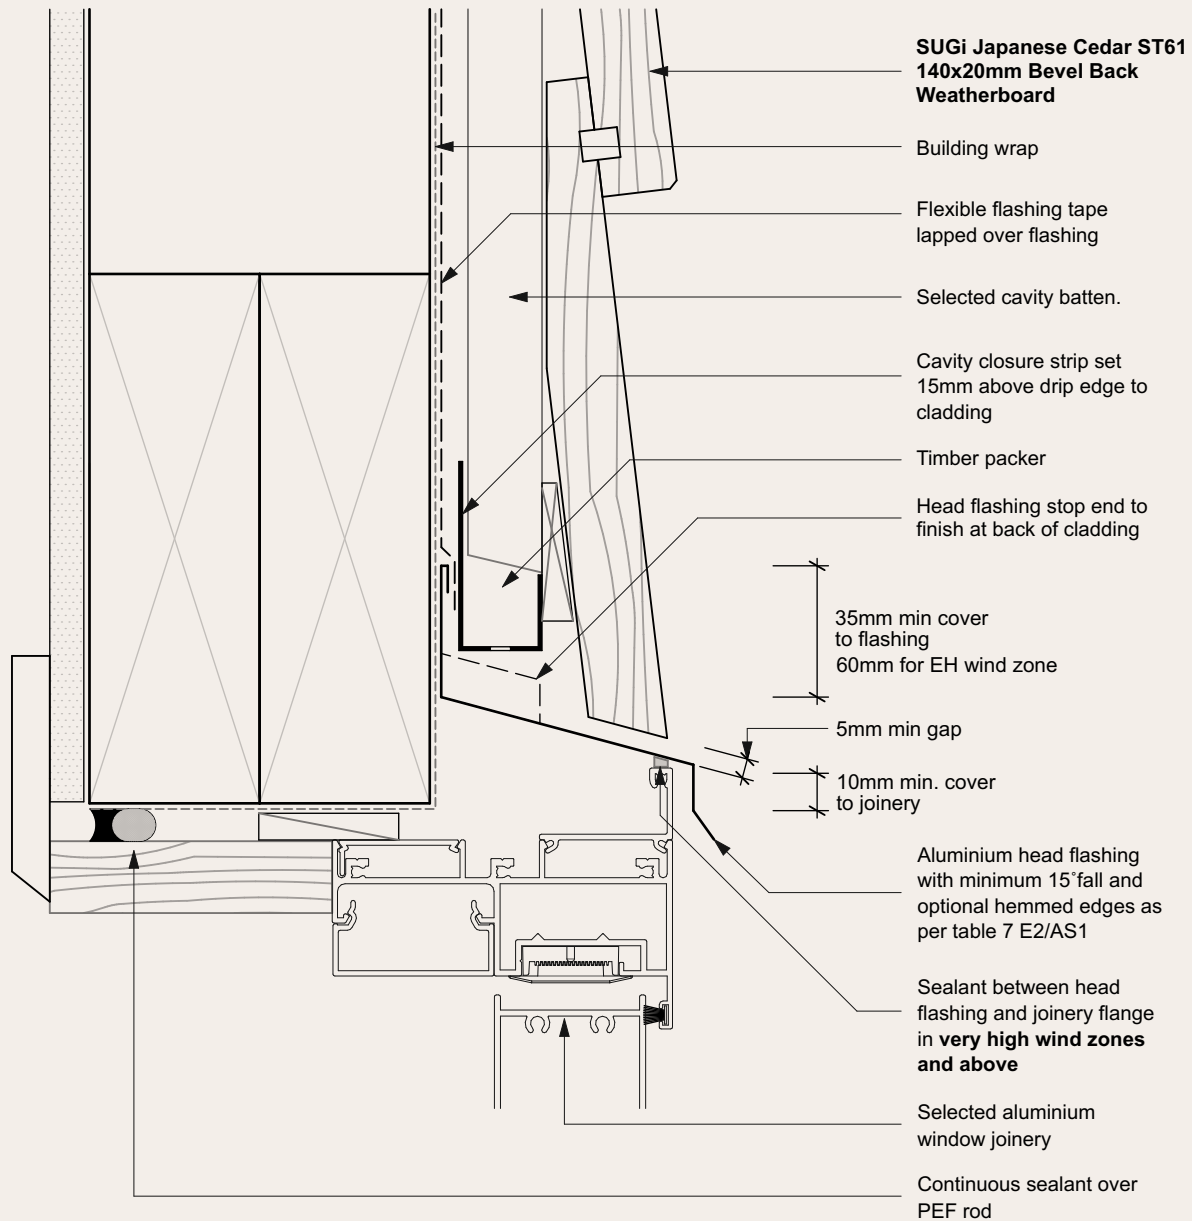 SUGi Japanese Cedar ST61
140x20mm Bevel Back
Weatherboard
Building wrap
Flexible flashing tape
lapped over flashing
Selected cavity batten.
Cavity closure strip set
15mm above drip edge to
cladding
Timber packer
Head flashing stop end to
finish at back of cladding
35mm min cover
to flashing
60mm for EH wind zone
5mm min gap
10mm min. cover
to joinery
Aluminium head flashing
with minimum 15°fall and
optional hemmed edges as
per table 7 E2/AS1
Sealant between head
flashing and joinery flange
in very high wind zones
and above
Selected aluminium
window joinery
Continuous sealant over
PEF rod